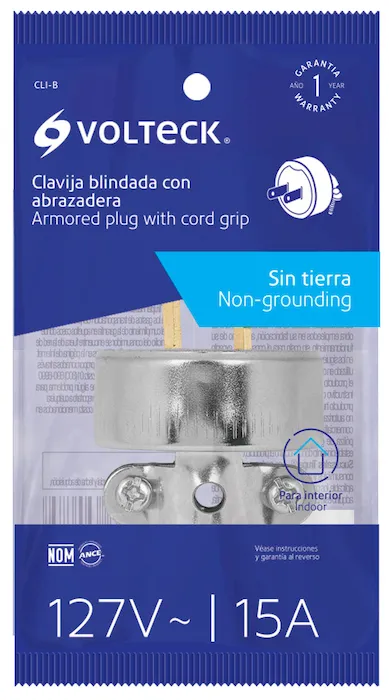 CLI-B
GARANTIA
AÑO 1 YEAR
WARRANTY
VOLTECK®
Clavija blindada con
abrazadera
Armored plug with cord grip
Sin tierra
Non-grounding
Para interior
Indoor
NOM ANCE
Véase instrucciones
y garantía al reverso
127V~ | 15A